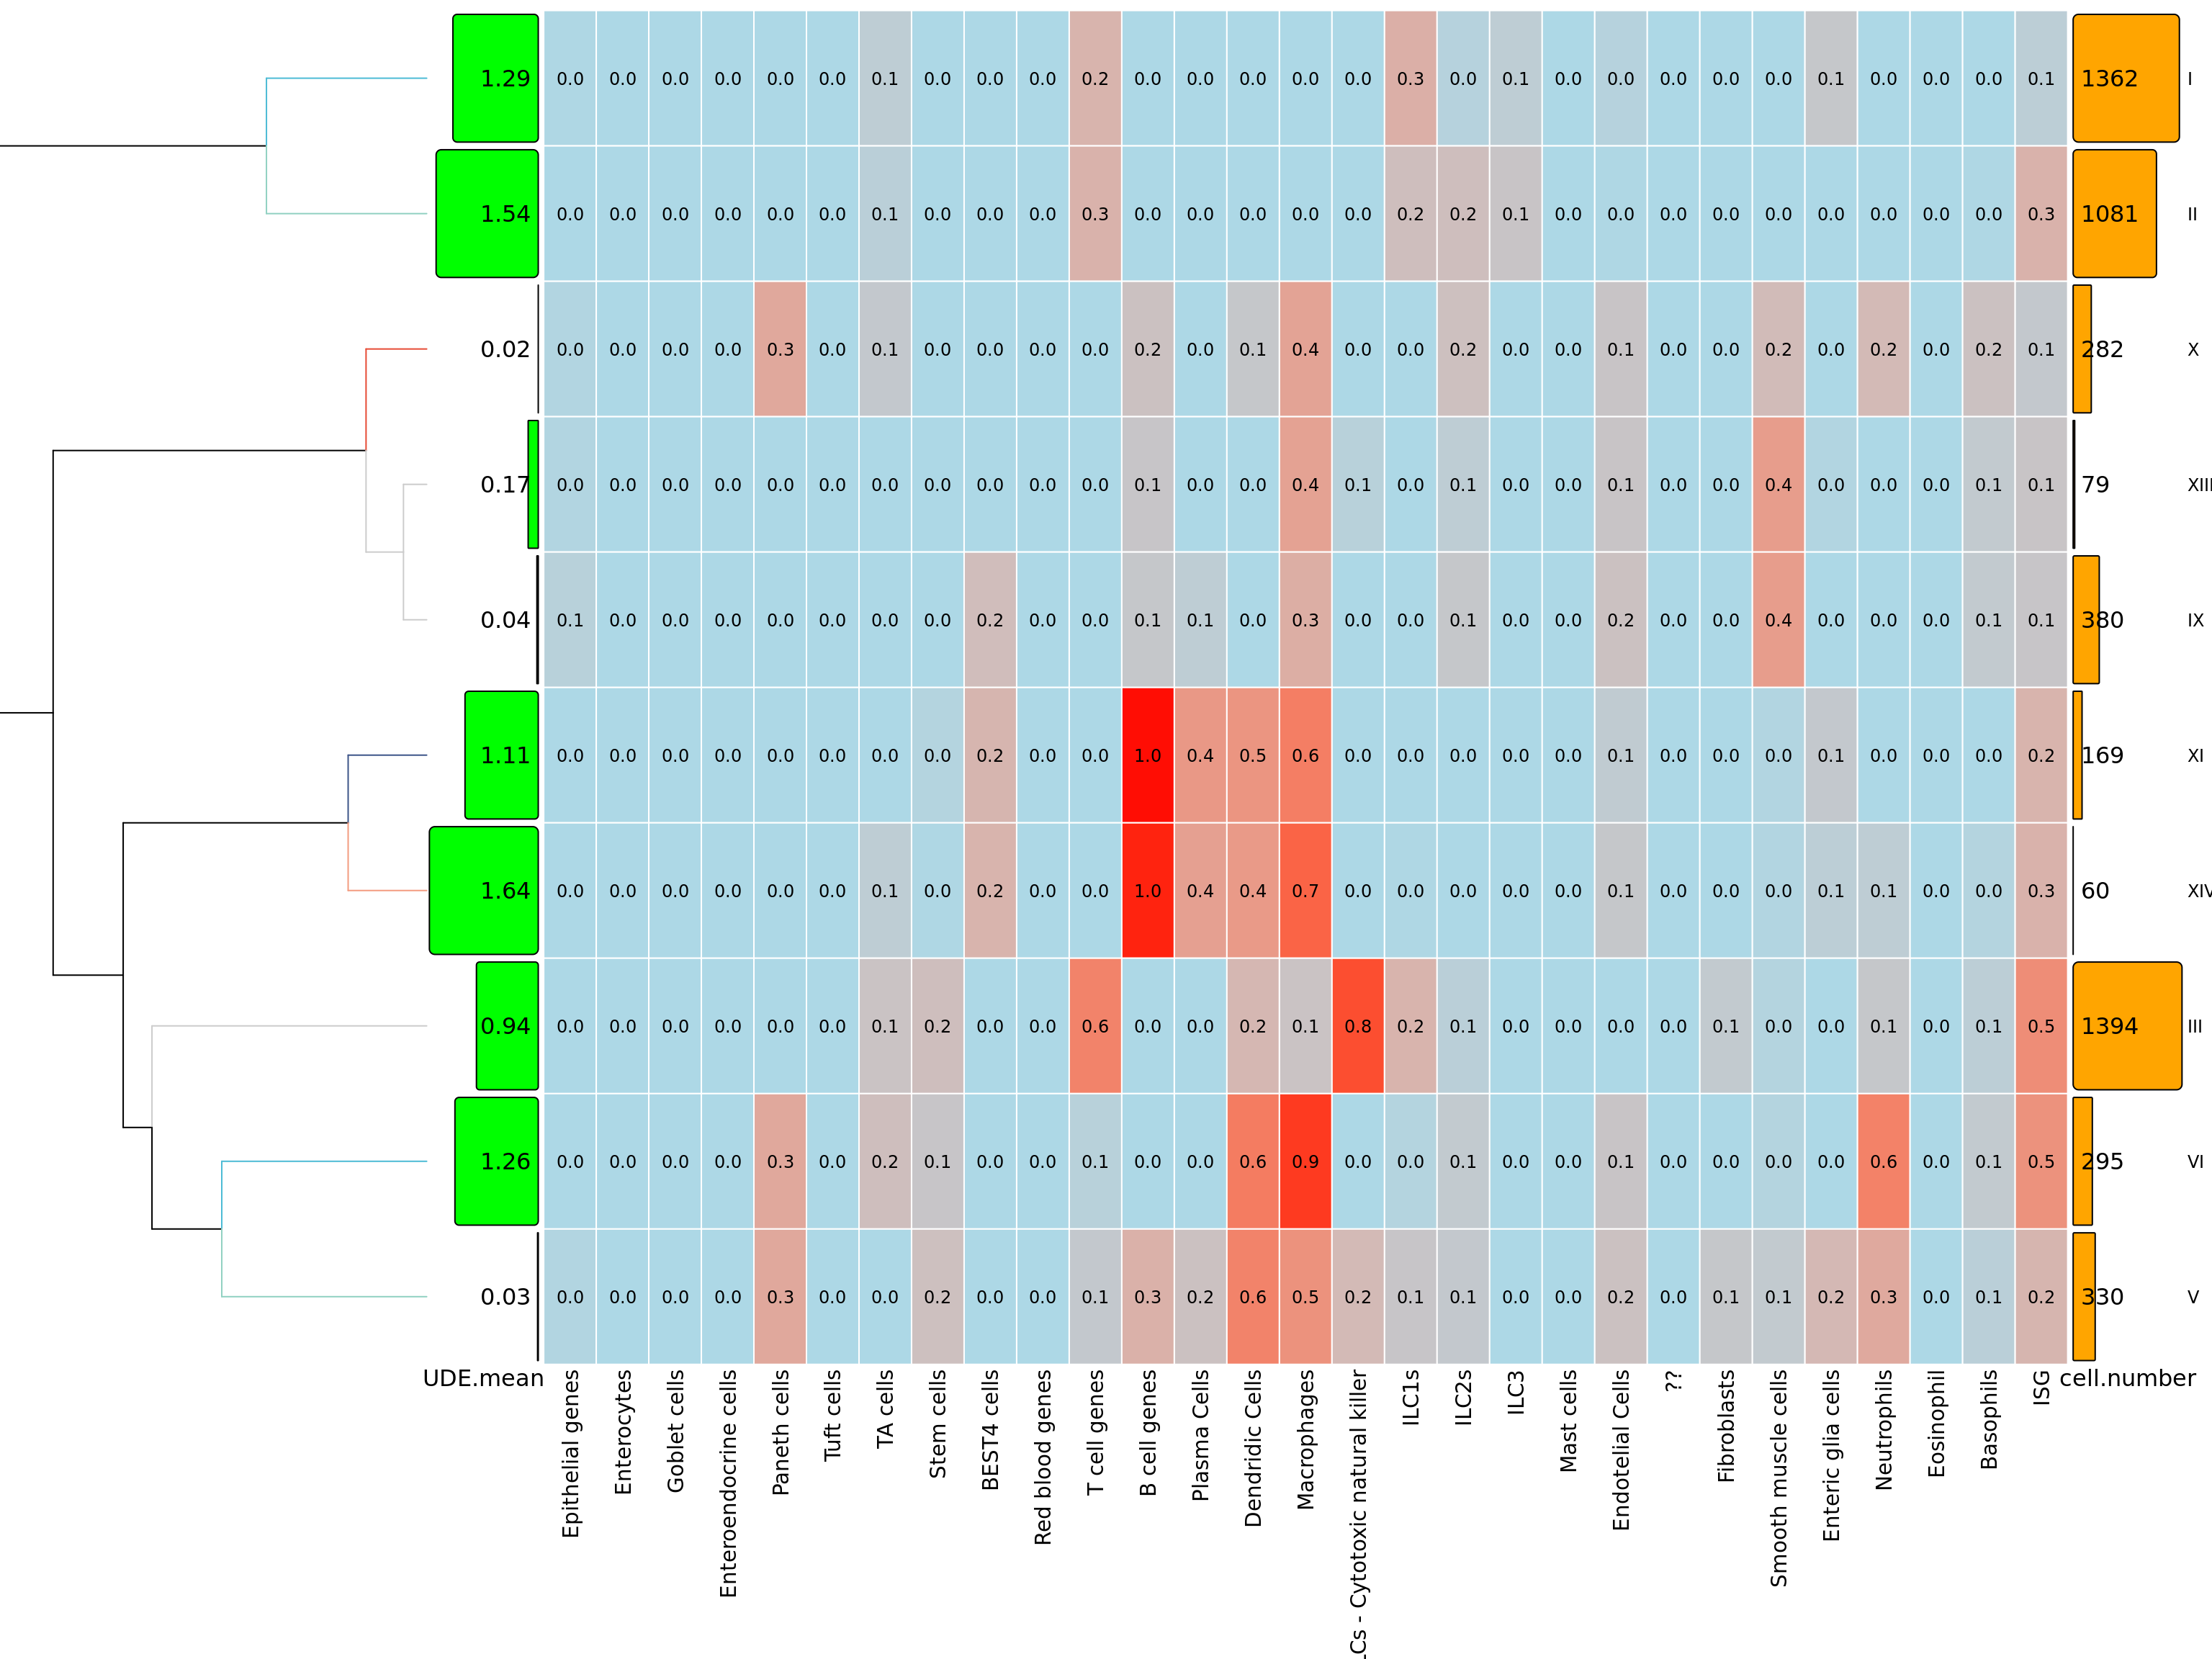 1.29 0.0 0.0 0.0 0.0 0.0 0.0 0.1 0.0 0.0 0.0 0.2 0.0 0.0 0.0 0.0 0.0 0.3 0.0 0.1 0.0 0.0 0.0 0.0 0.0 0.1 0.0 0.0 0.0 0.1 1362 I
1.54 0.0 0.0 0.0 0.0 0.0 0.0 0.1 0.0 0.0 0.0 0.3 0.0 0.0 0.0 0.0 0.0 0.2 0.2 0.1 0.0 0.0 0.0 0.0 0.0 0.0 0.0 0.0 0.0 0.3 1081 II
0.02 0.0 0.0 0.0 0.0 0.3 0.0 0.1 0.0 0.0 0.0 0.0 0.2 0.0 0.1 0.4 0.0 0.0 0.2 0.0 0.0 0.1 0.0 0.0 0.2 0.0 0.2 0.0 0.2 0.1 282 X
0.17 0.0 0.0 0.0 0.0 0.0 0.0 0.0 0.0 0.0 0.0 0.0 0.1 0.0 0.0 0.4 0.1 0.0 0.1 0.0 0.0 0.1 0.0 0.0 0.4 0.0 0.0 0.0 0.1 0.1 79 XIII
0.04 0.1 0.0 0.0 0.0 0.0 0.0 0.0 0.0 0.2 0.0 0.0 0.1 0.1 0.0 0.3 0.0 0.0 0.1 0.0 0.0 0.2 0.0 0.0 0.4 0.0 0.0 0.0 0.1 0.1 380 IX
1.11 0.0 0.0 0.0 0.0 0.0 0.0 0.0 0.0 0.2 0.0 0.0 1.0 0.4 0.5 0.6 0.0 0.0 0.0 0.0 0.0 0.1 0.0 0.0 0.0 0.1 0.0 0.0 0.0 0.2 169 XI
1.64 0.0 0.0 0.0 0.0 0.0 0.0 0.1 0.0 0.2 0.0 0.0 1.0 0.4 0.4 0.7 0.0 0.0 0.0 0.0 0.0 0.1 0.0 0.0 0.0 0.1 0.1 0.0 0.0 0.3 60 XIV
0.94 0.0 0.0 0.0 0.0 0.0 0.0 0.1 0.2 0.0 0.0 0.6 0.0 0.0 0.2 0.1 0.8 0.2 0.1 0.0 0.0 0.0 0.0 0.1 0.0 0.0 0.1 0.0 0.1 0.5 1394 III
1.26 0.0 0.0 0.0 0.0 0.3 0.0 0.2 0.1 0.0 0.0 0.1 0.0 0.0 0.6 0.9 0.0 0.0 0.1 0.0 0.0 0.1 0.0 0.0 0.0 0.0 0.6 0.0 0.1 0.5 295 VI
0.03 0.0 0.0 0.0 0.0 0.3 0.0 0.0 0.2 0.0 0.0 0.1 0.3 0.2 0.6 0.5 0.2 0.1 0.1 0.0 0.0 0.2 0.0 0.1 0.1 0.2 0.3 0.0 0.1 0.2 330 V
UDE.mean
Epithelial genes
Enterocytes
Goblet cells
Enteroendocrine cells
Paneth cells
Tuft cells
TA cells
Stem cells
BEST4 cells
Red blood genes
T cell genes
B cell genes
Plasma Cells
Dendridic Cells
Macrophages
LCs - Cytotoxic natural killer
ILC1s
ILC2s
ILC3
Mast cells
Endotelial Cells
??
Fibroblasts
Smooth muscle cells
Enteric glia cells
Neutrophils
Eosinophil
Basophils
ISG
cell.number